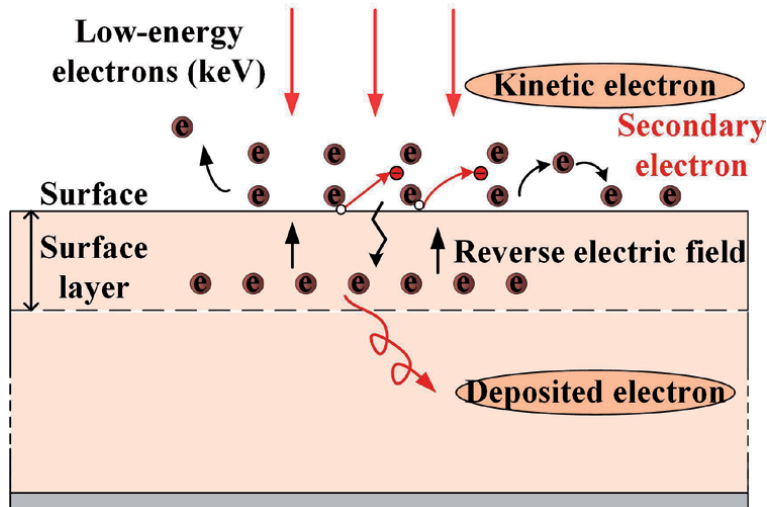 Low-energy
electrons (keV)
Kinetic electron
Secondary
electron
e
e e e e
e
e e e e e e
Surface
Surface
layer
Reverse electric field
e e e e e e e
Deposited electron